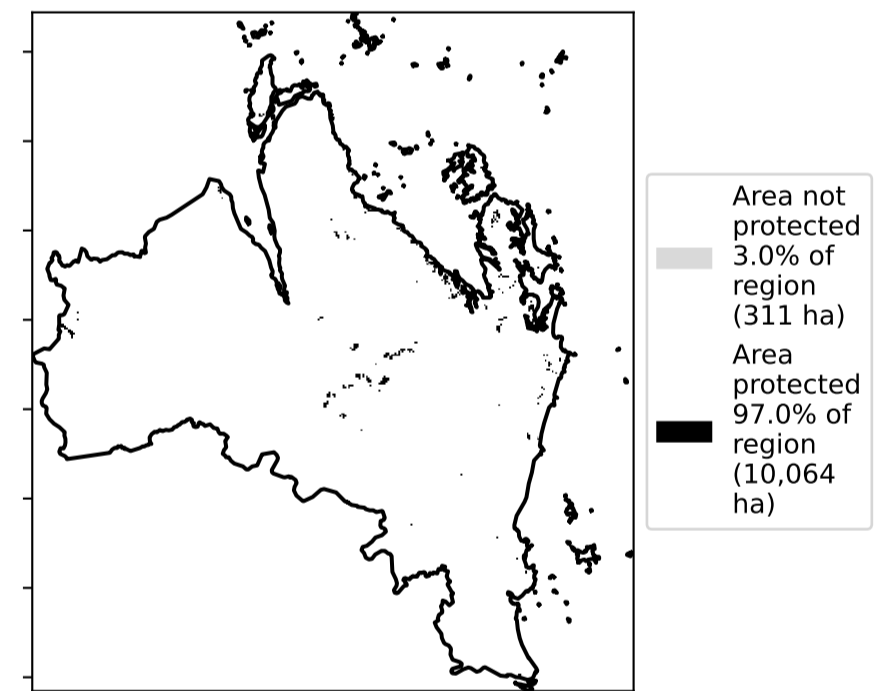 Area not
protected
3.0% of
region
(311 ha)
Area
protected
97.0% of
region
(10,064
ha)